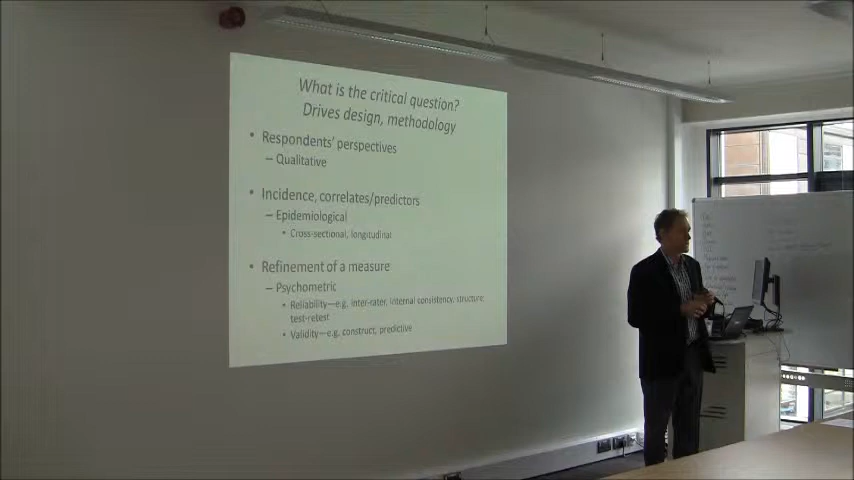 What is the critical question?
Drives design, methodology
• Respondents' perspectives
– Qualitative
• Incidence, correlates/predictors
– Epidemiological
• Cross-sectional, longitudinal
• Refinement of a measure
– Psychometric
• Reliability—e.g. inter-rater, internal consistency, structure;
test-retest
• Validity—e.g. construct, predictive